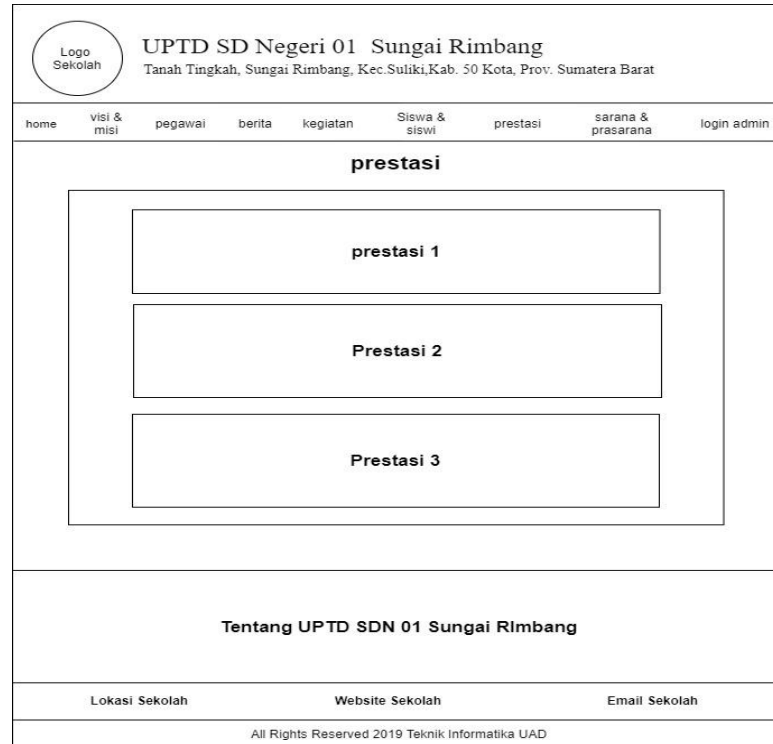 Logo
Sekolah
UPTD SD Negeri 01 Sungai Rimbang
Tanah Tingkah, Sungai Rimbang, Kec.Suliki,Kab. 50 Kota, Prov. Sumatera Barat
home
visi &
misi
pegawai
berita
kegiatan
Siswa &
siswi
prestasi
sarana &
prasarana
login admin
prestasi
prestasi 1
Prestasi 2
Prestasi 3
Tentang UPTD SDN 01 Sungai RImbang
Lokasi Sekolah
Website Sekolah
Email Sekolah
All Rights Reserved 2019 Teknik Informatika UAD